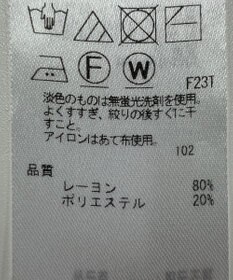 F231
淡色のものは無蛍光洗剤を使用。
よくすすぎ、絞りの後すぐに干
すこと。
アイロンはあて布使用。
102
品質
レーヨン 80%
ポリエステル 20%